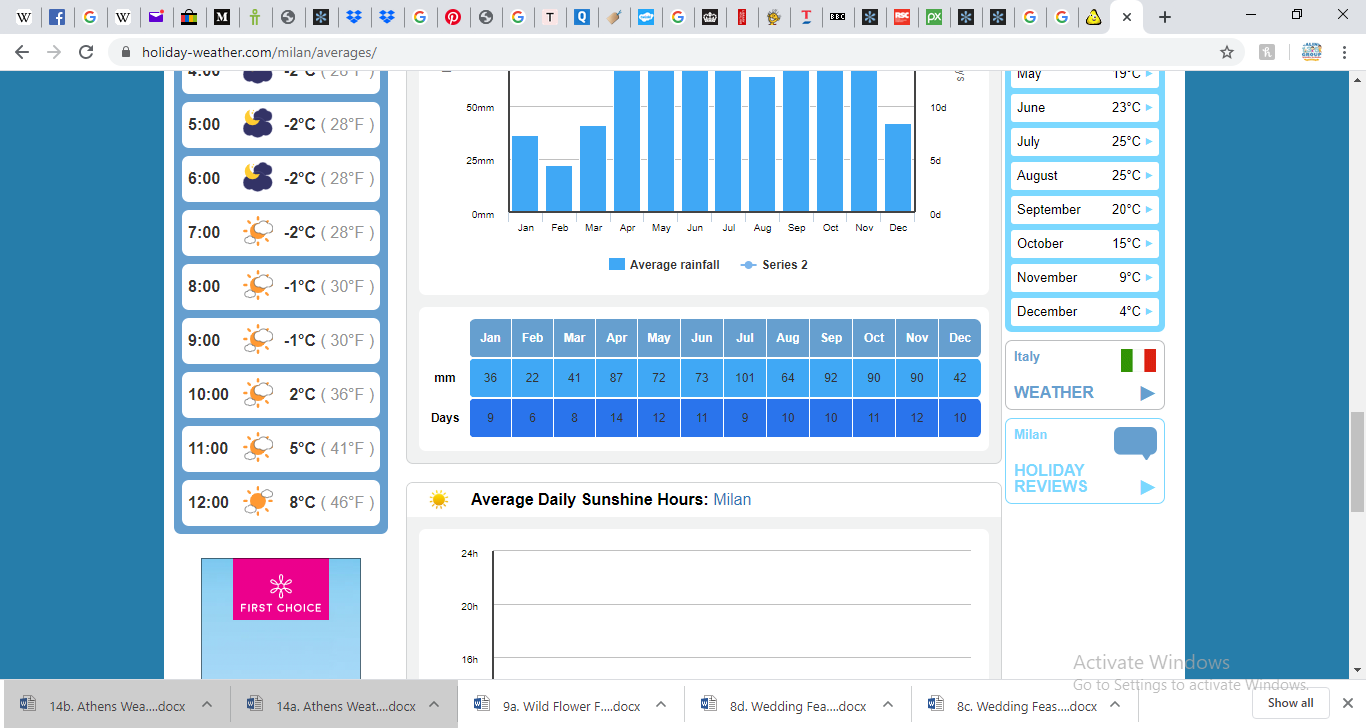 holiday-weather.com/milan/averages/
4:00 -2°C ( 28°F )
5:00 -2°C ( 28°F )
6:00 -2°C ( 28°F )
7:00 -2°C ( 28°F )
8:00 -1°C ( 30°F )
9:00 -1°C ( 30°F )
10:00 2°C ( 36°F )
11:00 5°C ( 41°F )
12:00 8°C ( 46°F )
FIRST CHOICE
50mm 10d
25mm 5d
0mm 0d
Jan Feb Mar Apr May Jun Jul Aug Sep Oct Nov Dec
Average rainfall Series 2
Jan Feb Mar Apr May Jun Jul Aug Sep Oct Nov Dec
mm 36 22 41 87 72 73 101 64 92 90 90 42
Days 9 6 8 14 12 11 9 10 10 11 12 10
Average Daily Sunshine Hours: Milan
24h
20h
16h
May 19°C
June 23°C
July 25°C
August 25°C
September 20°C
October 15°C
November 9°C
December 4°C
Italy
WEATHER
Milan
HOLIDAY
REVIEWS
Activate Windows
Go to Settings to activate Windows.
14b. Athens Wea....docx
14a. Athens Weat....docx
9a. Wild Flower F....docx
8d. Wedding Fea....docx
8c. Wedding Feas....docx
Show all